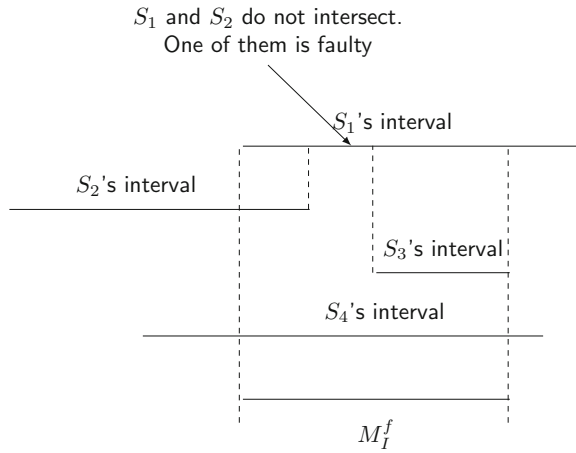 S₁ and S₂ do not intersect.
One of them is faulty
S₁'s interval
S₂'s interval
S₃'s interval
S₄'s interval
M_I^f